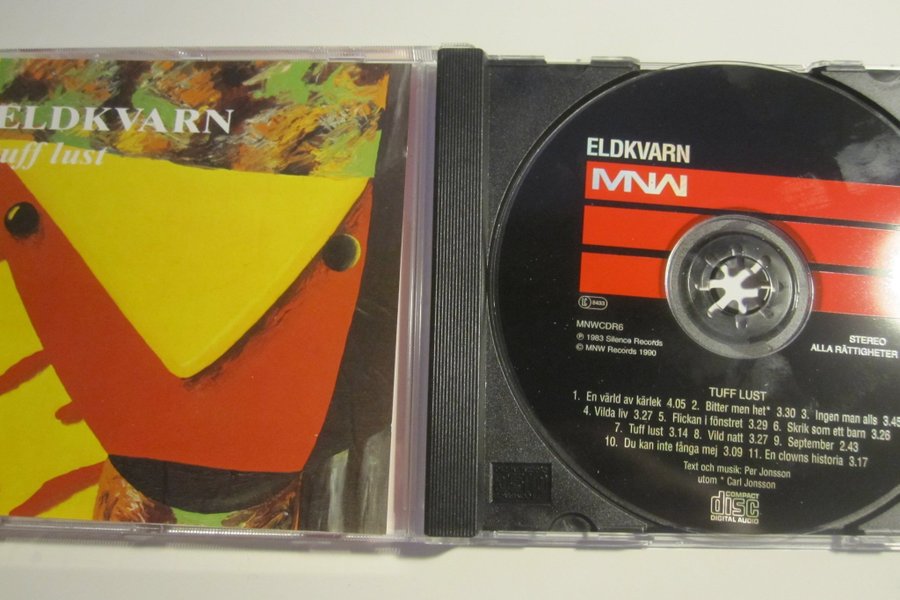 ELDKVARN
uff lust
ELDKVARN
MNW
LC 8433
MNWCDR6
℗ 1983 Silence Records
© MNW Records 1990
STEREO
ALLA RÄTTIGHETER
TUFF LUST
1. En värld av kärlek 4.05 2. Bitter men het* 3.30 3. Ingen man alls 3.45
4. Vilda liv 3.27 5. Flickan i fönstret 3.29 6. Skrik som ett barn 3.26
7. Tuff lust 3.14 8. Vild natt 3.27 9. September 2.43
10. Du kan inte fånga mej 3.09 11. En clowns historia 3.17
Text och musik: Per Jonsson
utom * Carl Jonsson
COMPACT
disc
DIGITAL AUDIO